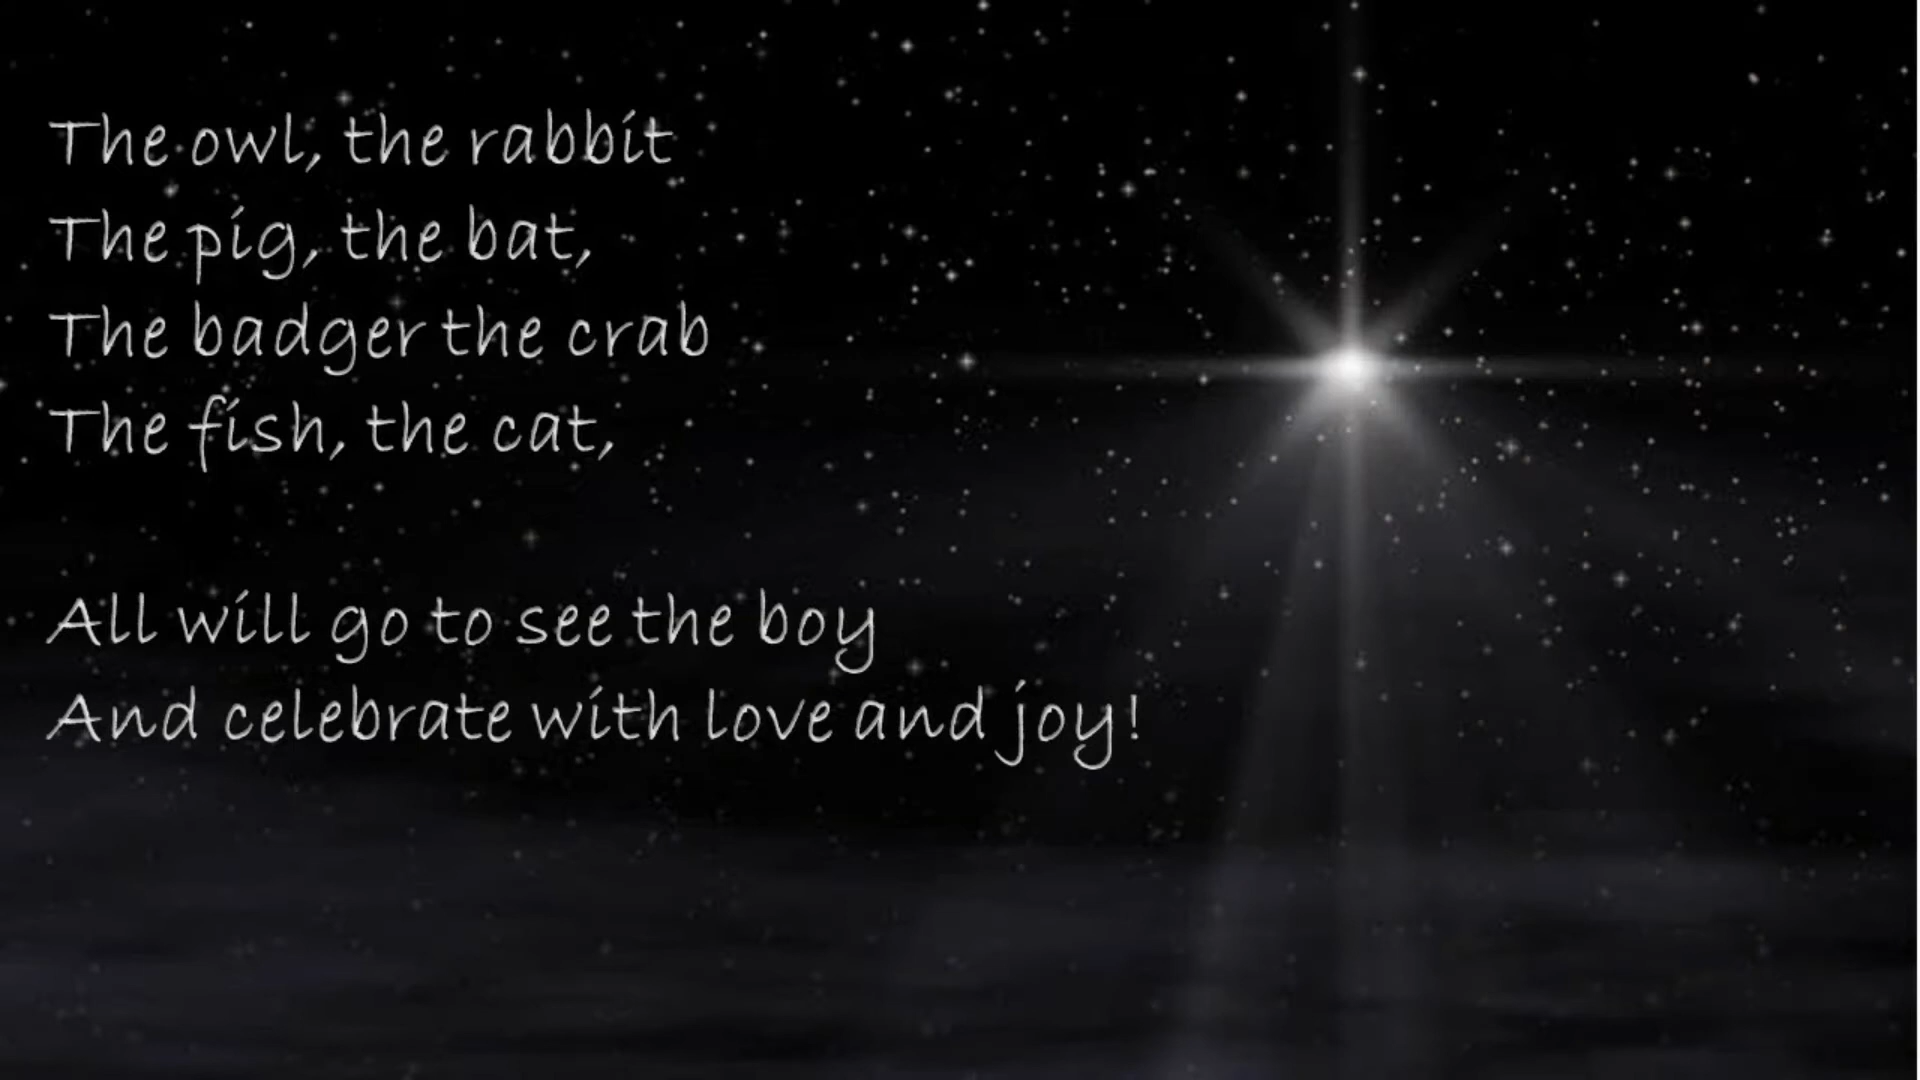 The owl, the rabbit
The pig, the bat,
The badger the crab
The fish, the cat,
All will go to see the boy
And celebrate with love and joy!